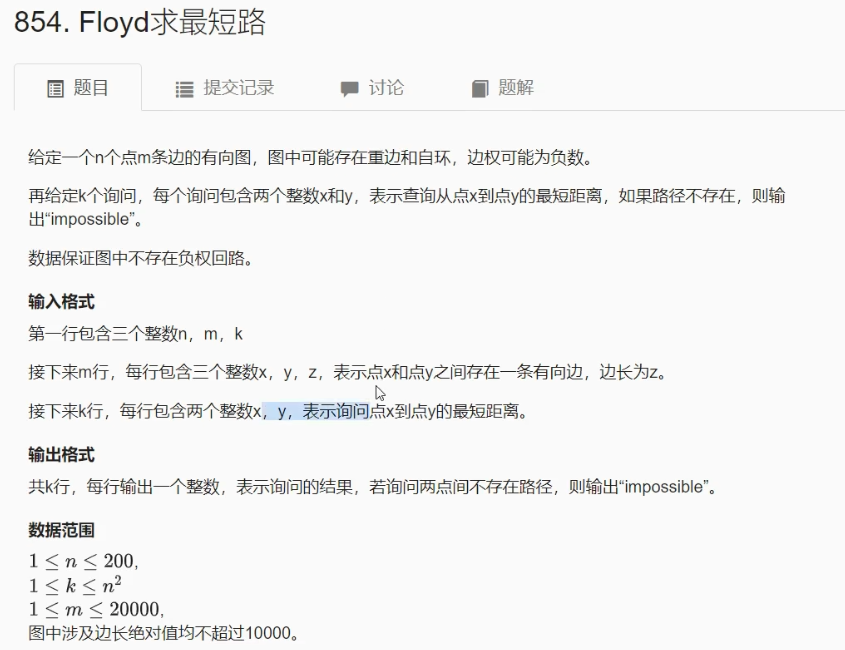 854. Floyd求最短路
题目 提交记录 讨论 题解
给定一个n个点m条边的有向图，图中可能存在重边和自环，边权可能为负数。
再给定k个询问，每个询问包含两个整数x和y，表示查询从点x到点y的最短距离，如果路径不存在，则输
出“impossible”。
数据保证图中不存在负权回路。
输入格式
第一行包含三个整数n，m，k
接下来m行，每行包含三个整数x，y，z，表示点x和点y之间存在一条有向边，边长为z。
接下来k行，每行包含两个整数x，y，表示询问点x到点y的最短距离。
输出格式
共k行，每行输出一个整数，表示询问的结果，若询问两点间不存在路径，则输出“impossible”。
数据范围
1 ≤ n ≤ 200,
1 ≤ k ≤ n²
1 ≤ m ≤ 20000,
图中涉及边长绝对值均不超过10000。